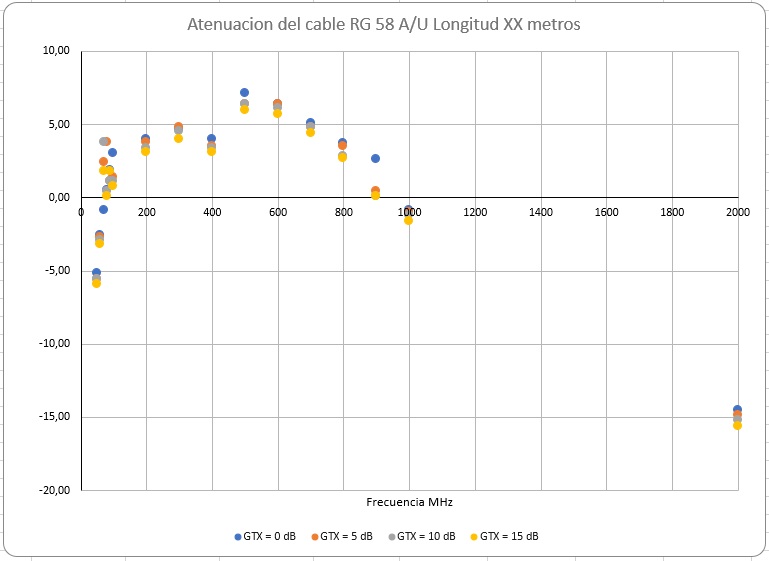 Atenuacion del cable RG 58 A/U Longitud XX metros
10,00
5,00
0,00
0 200 400 600 800 1000 1200 1400 1600 1800 2000
-5,00
-10,00
-15,00
-20,00
Frecuencia MHz
GTX = 0 dB GTX = 5 dB GTX = 10 dB GTX = 15 dB